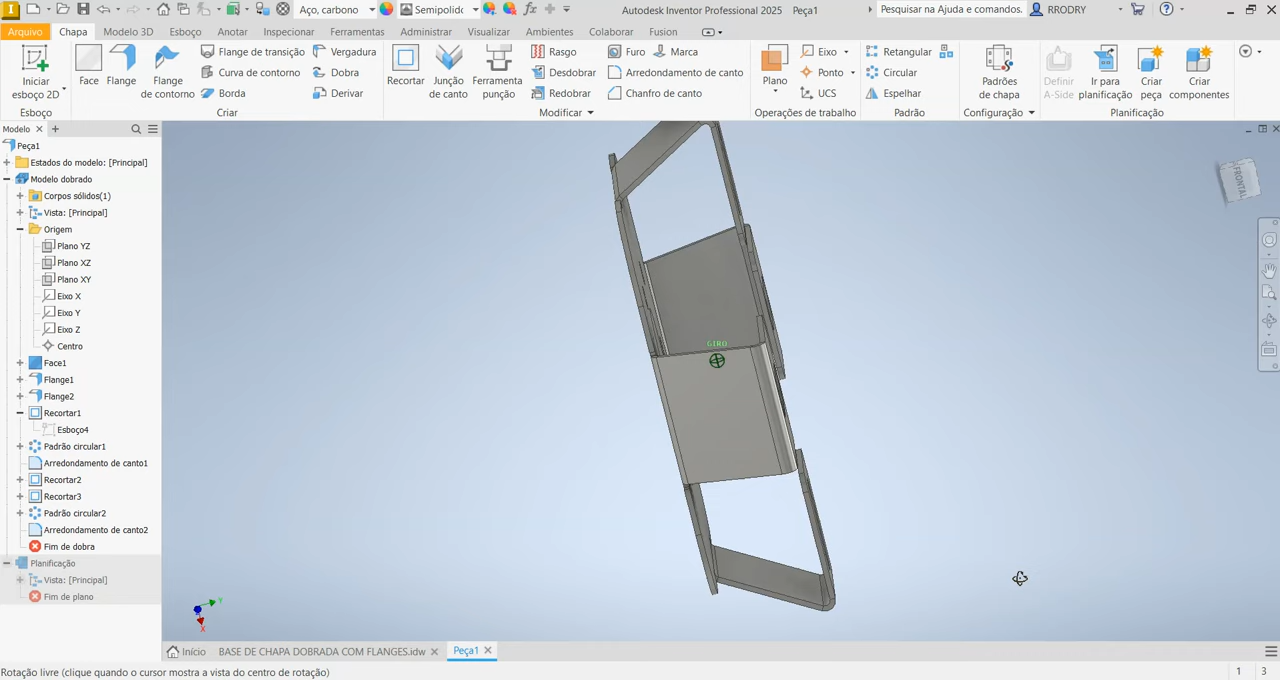 Aço, carbono
Semipolido
Autodesk Inventor Professional 2025 Peça1
Pesquisar na Ajuda e comandos.
RRODRY
Arquivo Chapa Modelo 3D Esboço Anotar Inspecionar Ferramentas Administrar Visualizar Ambientes Colaborar Fusion
Iniciar
esboço 2D
Face
Flange
Flange
de contorno
Flange de transição
Curva de contorno
Borda
Vergadura
Dobra
Derivar
Recortar
Junção
de canto
Ferramenta
punção
Rasgo
Desdobrar
Redobrar
Furo
Marca
Arredondamento de canto
Chanfro de canto
Plano
Eixo
Ponto
UCS
Retangular
Circular
Espelhar
Padrões
de chapa
Definir
A-Side
Ir para
planificação
Criar
peça
Criar
componentes
Esboço Criar Modificar Operações de trabalho Padrão Configuração Planificação
Modelo
Peça1
Estados do modelo: [Principal]
Modelo dobrado
Corpos sólidos(1)
Vista: [Principal]
Origem
Plano YZ
Plano XZ
Plano XY
Eixo X
Eixo Y
Eixo Z
Centro
Face1
Flange1
Flange2
Recortar1
Esboço4
Padrão circular1
Arredondamento de canto1
Recortar2
Recortar3
Padrão circular2
Arredondamento de canto2
Fim de dobra
Planificação
Vista: [Principal]
Fim de plano
GIRO
FRONTAL
Y
X
Início BASE DE CHAPA DOBRADA COM FLANGES.idw Peça1
Rotação livre (clique quando o cursor mostra a vista do centro de rotação)
1 3